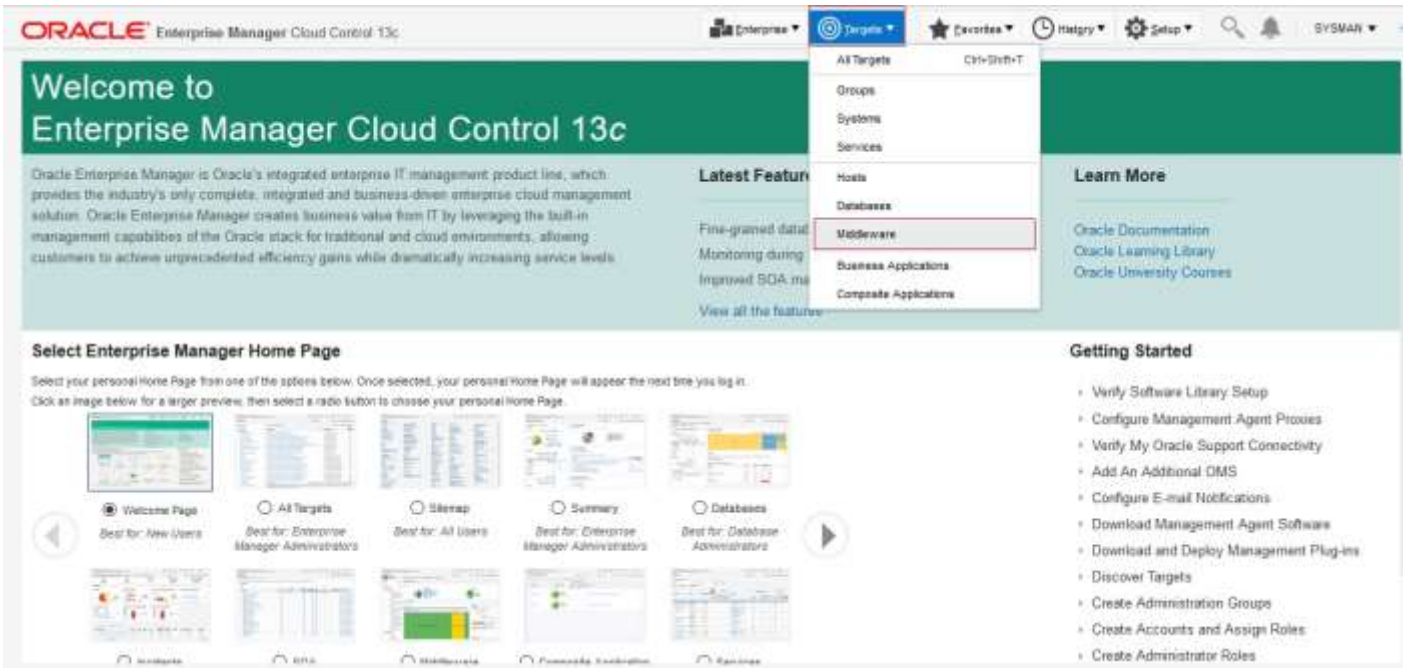 ORACLE Enterprise Manager Cloud Control 13c
Enterprise
Targets
Favorites
History
Setup
SYSMAN
All Targets Ctrl+Shift+T
Groups
Systems
Services
Hosts
Databases
Middleware
Business Applications
Composite Applications
Welcome to
Enterprise Manager Cloud Control 13c
Oracle Enterprise Manager is Oracle's integrated enterprise IT management product line, which
provides the industry's only complete, integrated and business-driven enterprise cloud management
solution. Oracle Enterprise Manager creates business value from IT by leveraging the built-in
management capabilities of the Oracle stack for traditional and cloud environments, allowing
customers to achieve unprecedented efficiency gains while dramatically increasing service levels.
Latest Featur
Fine-grained datab
Monitoring during
Improved SOA ma
View all the features
Learn More
Oracle Documentation
Oracle Learning Library
Oracle University Courses
Select Enterprise Manager Home Page
Select your personal Home Page from one of the options below. Once selected, your personal Home Page will appear the next time you log in.
Click an image below for a larger preview, then select a radio button to choose your personal Home Page.
Welcome Page
Best for: New Users
All Targets
Best for: Enterprise
Manager Administrators
Sitemap
Best for: All Users
Summary
Best for: Enterprise
Manager Administrators
Databases
Best for: Database
Administrators
Incidents
SOA
Middleware
Composite Application
Services
Getting Started
Verify Software Library Setup
Configure Management Agent Proxies
Verify My Oracle Support Connectivity
Add An Additional OMS
Configure E-mail Notifications
Download Management Agent Software
Download and Deploy Management Plug-ins
Discover Targets
Create Administration Groups
Create Accounts and Assign Roles
Create Administrator Roles